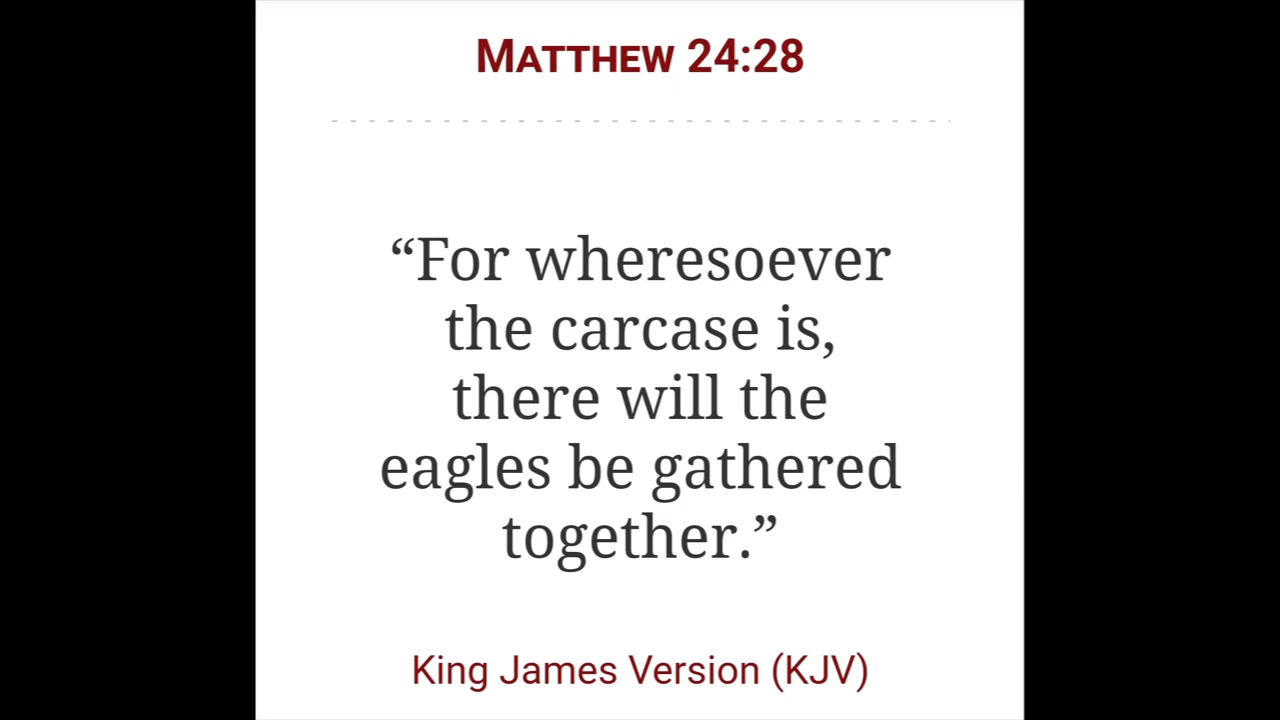 MATTHEW 24:28
“For wheresoever
the carcase is,
there will the
eagles be gathered
together.”
King James Version (KJV)